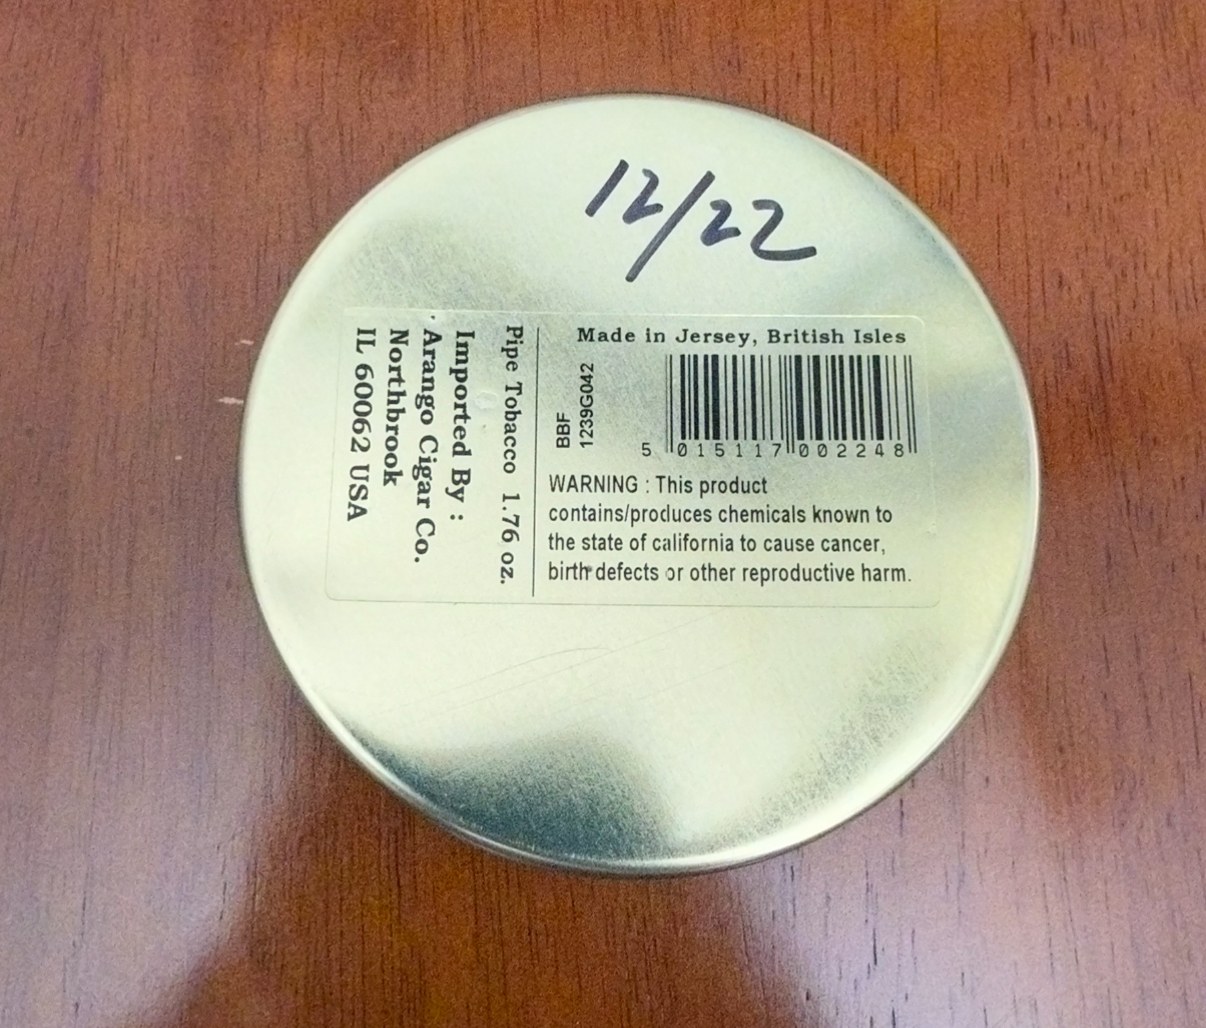 12/22
Made in Jersey, British Isles
BBF
1239G042
5 015117 002248
WARNING : This product
contains/produces chemicals known to
the state of california to cause cancer,
birth defects or other reproductive harm.
Pipe Tobacco 1.76 oz.
Imported By :
Arango Cigar Co.
Northbrook
IL 60062 USA